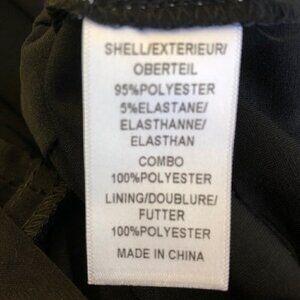 SHELL/EXTERIEUR/
OBERTEIL
95%POLYESTER
5%ELASTANE/
ELASTHANNE/
ELASTHAN
COMBO
100%POLYESTER
LINING/DOUBLURE/
FUTTER
100%POLYESTER
MADE IN CHINA